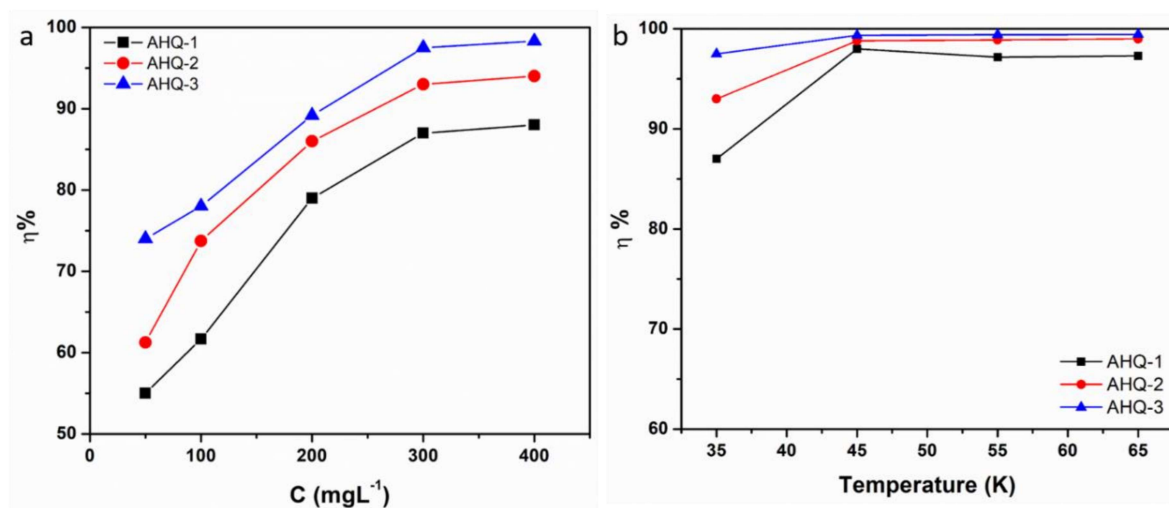 a
AHQ-1
AHQ-2
AHQ-3
η%
100
90
80
70
60
50
0 100 200 300 400
C (mgL⁻¹)
b
η %
100
90
80
70
60
AHQ-1
AHQ-2
AHQ-3
35 40 45 50 55 60 65
Temperature (K)